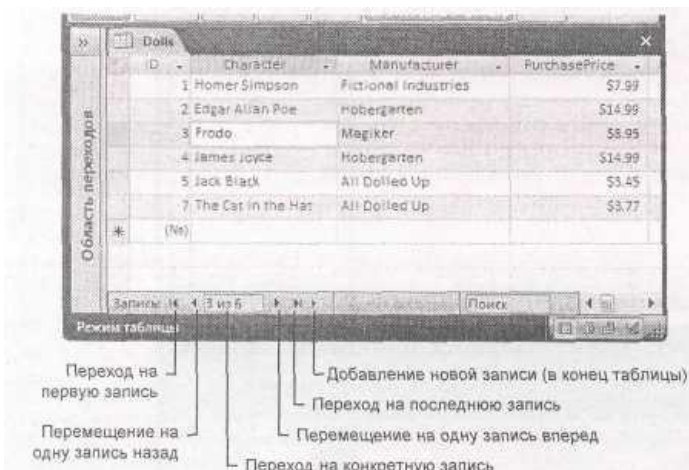 Dolls
ID Character Manufacturer PurchasePrice
1 Homer Simpson Fictional Industries $7.99
2 Edgar Allan Poe Hobergarten $14.99
3 Frodo Magiker $8.95
4 James Joyce Hobergarten $14.99
5 Jack Black All Dolled Up $3.45
7 The Cat in the Hat All Dolled Up $3.77
(№)
Область переходов
Записи: 3 из 6 Поиск
Режим таблицы
Переход на
первую запись
Перемещение на
одну запись назад
Переход на конкретную запись
Перемещение на одну запись вперед
Переход на последнюю запись
Добавление новой записи (в конец таблицы)